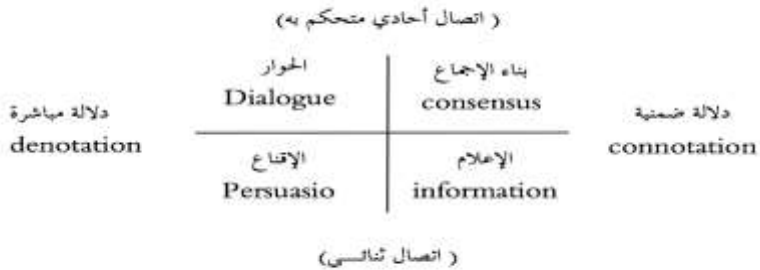 ( اتصال أحادي متحكم به)
بناء الإجماع
consensus
الحوار
Dialogue
دلالة ضمنية
connotation
دلالة مباشرة
denotation
الإعلام
information
الإقناع
Persuasio
( اتصال ثنائـــي)